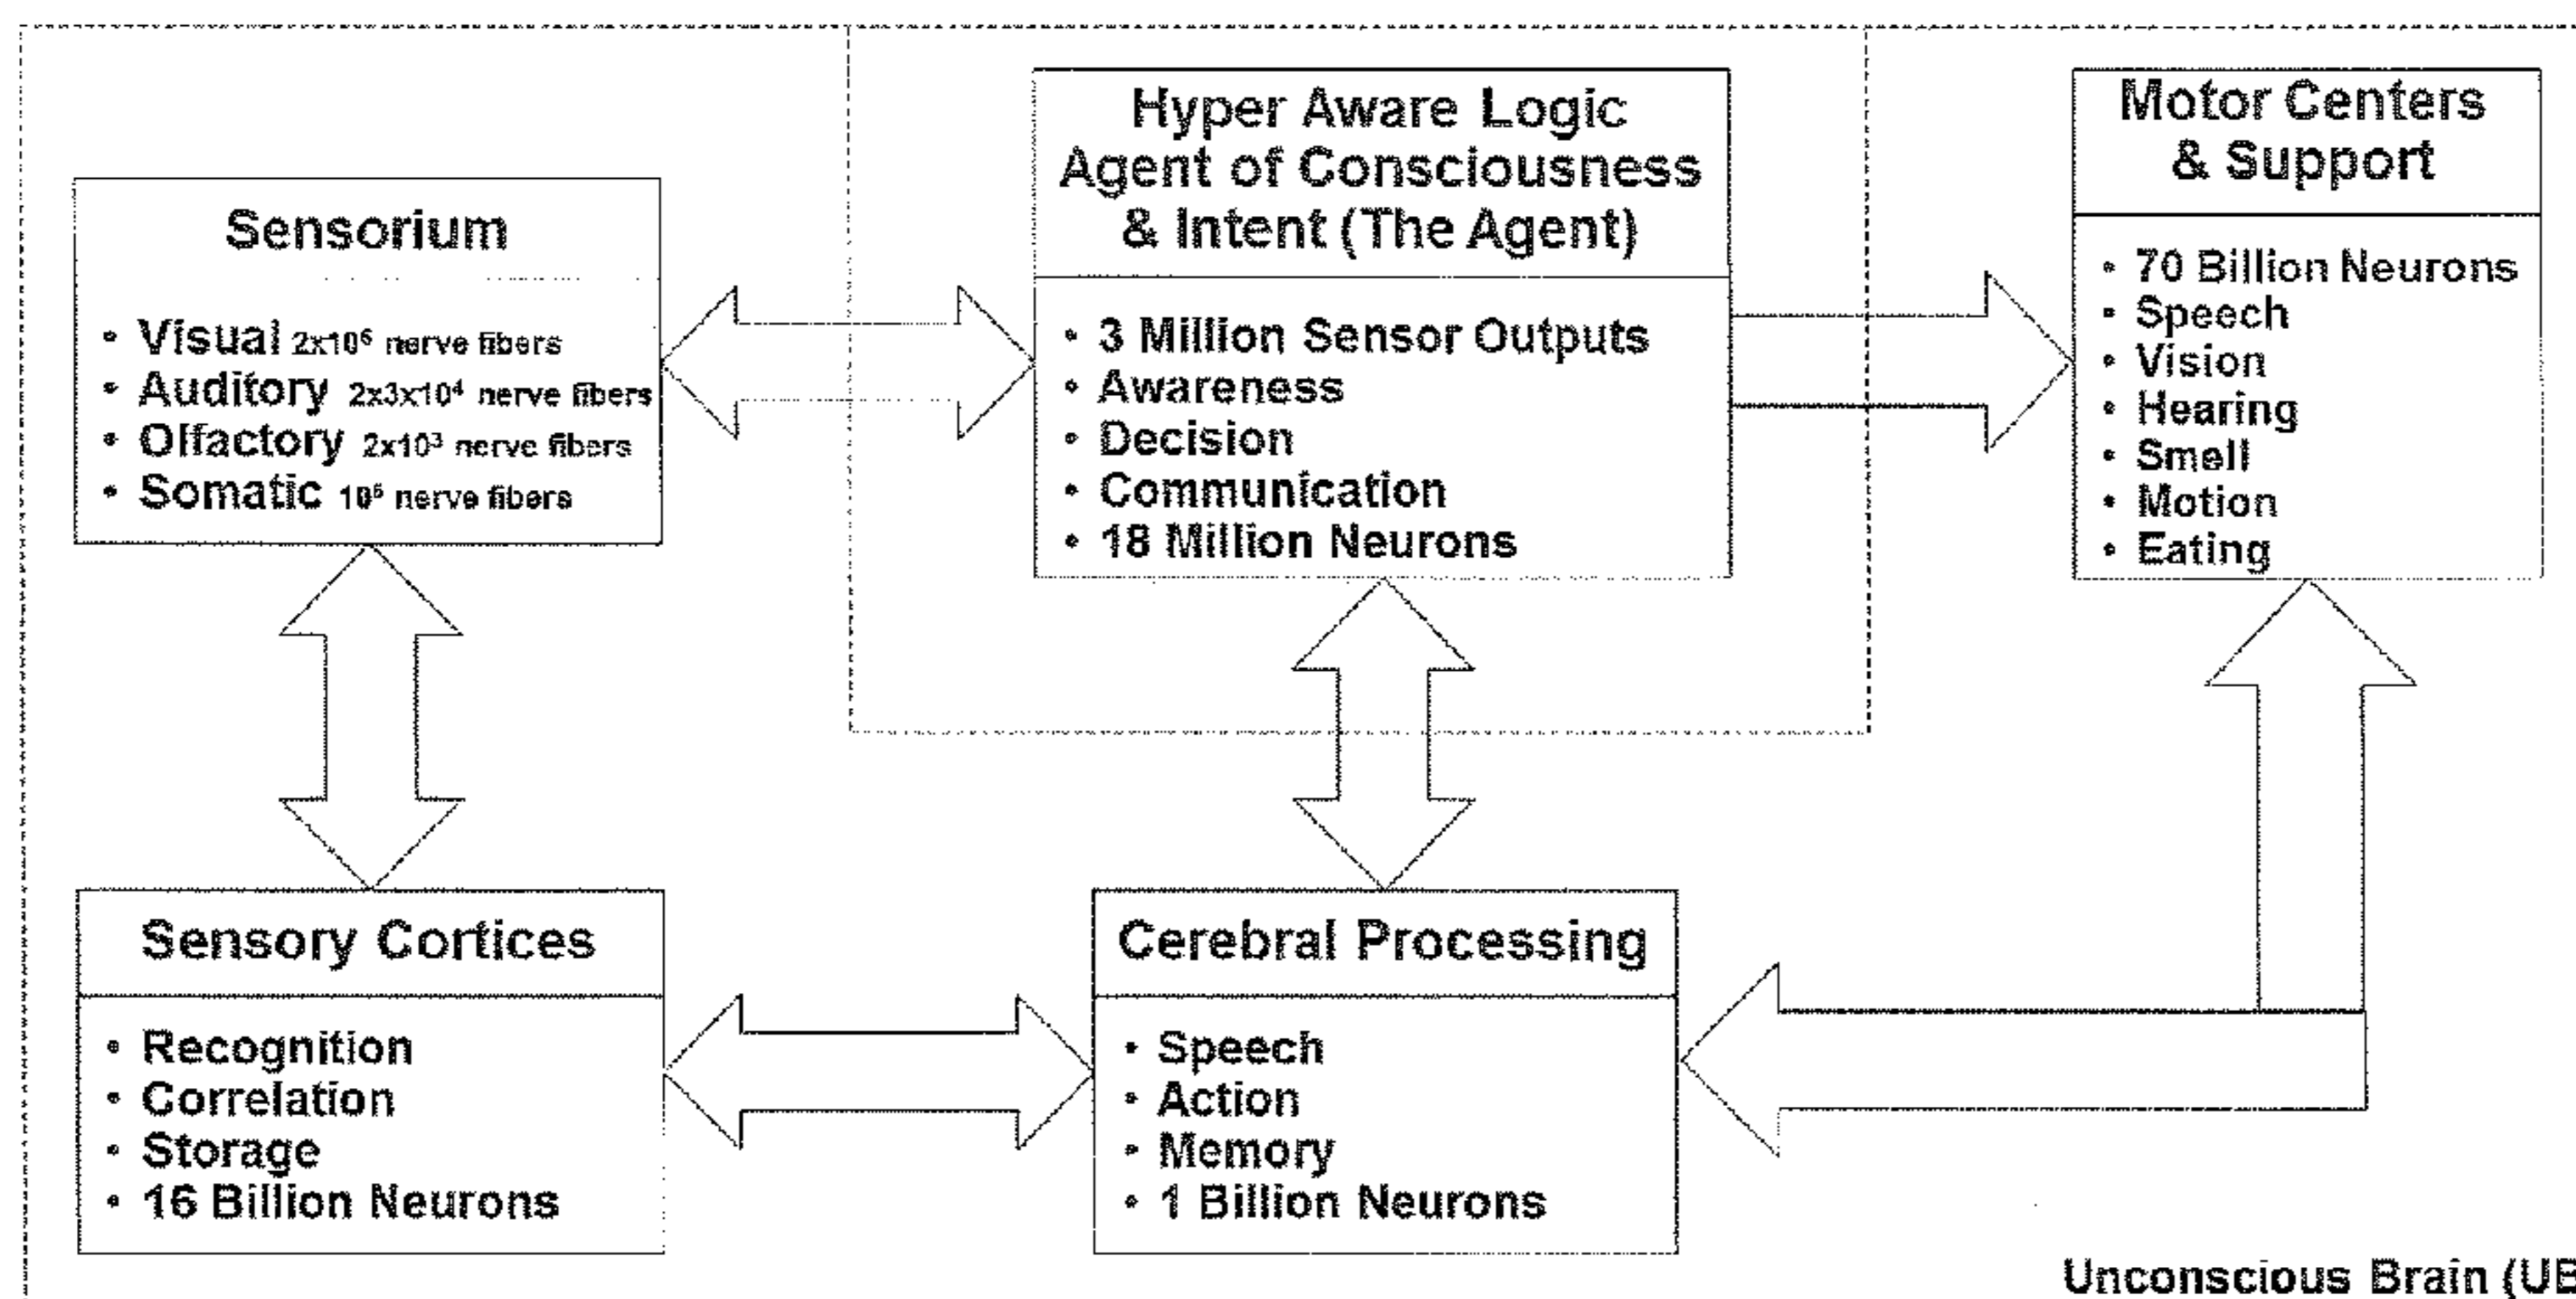 Sensorium
• Visual 2x10⁶ nerve fibers
• Auditory 2x3x10⁴ nerve fibers
• Olfactory 2x10³ nerve fibers
• Somatic 10⁶ nerve fibers
Hyper Aware Logic
Agent of Consciousness
& Intent (The Agent)
• 3 Million Sensor Outputs
• Awareness
• Decision
• Communication
• 18 Million Neurons
Motor Centers
& Support
• 70 Billion Neurons
• Speech
• Vision
• Hearing
• Smell
• Motion
• Eating
Sensory Cortices
• Recognition
• Correlation
• Storage
• 16 Billion Neurons
Cerebral Processing
• Speech
• Action
• Memory
• 1 Billion Neurons
Unconscious Brain (UB